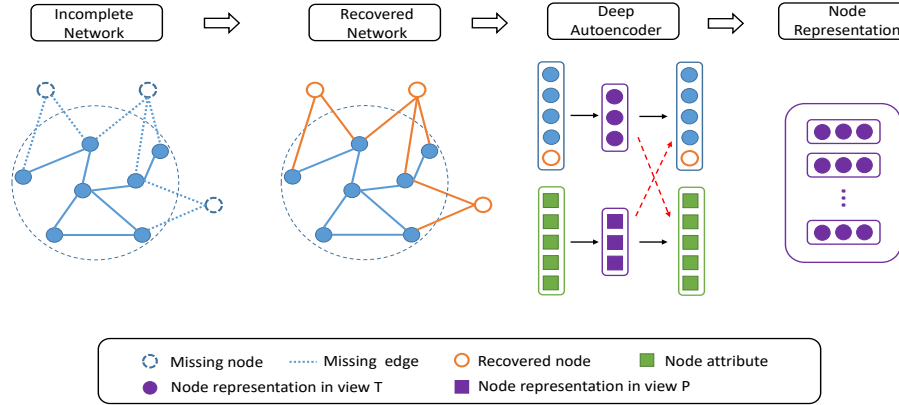 Incomplete
Network
Recovered
Network
Deep
Autoencoder
Node
Representation
Missing node
Missing edge
Recovered node
Node attribute
Node representation in view T
Node representation in view P